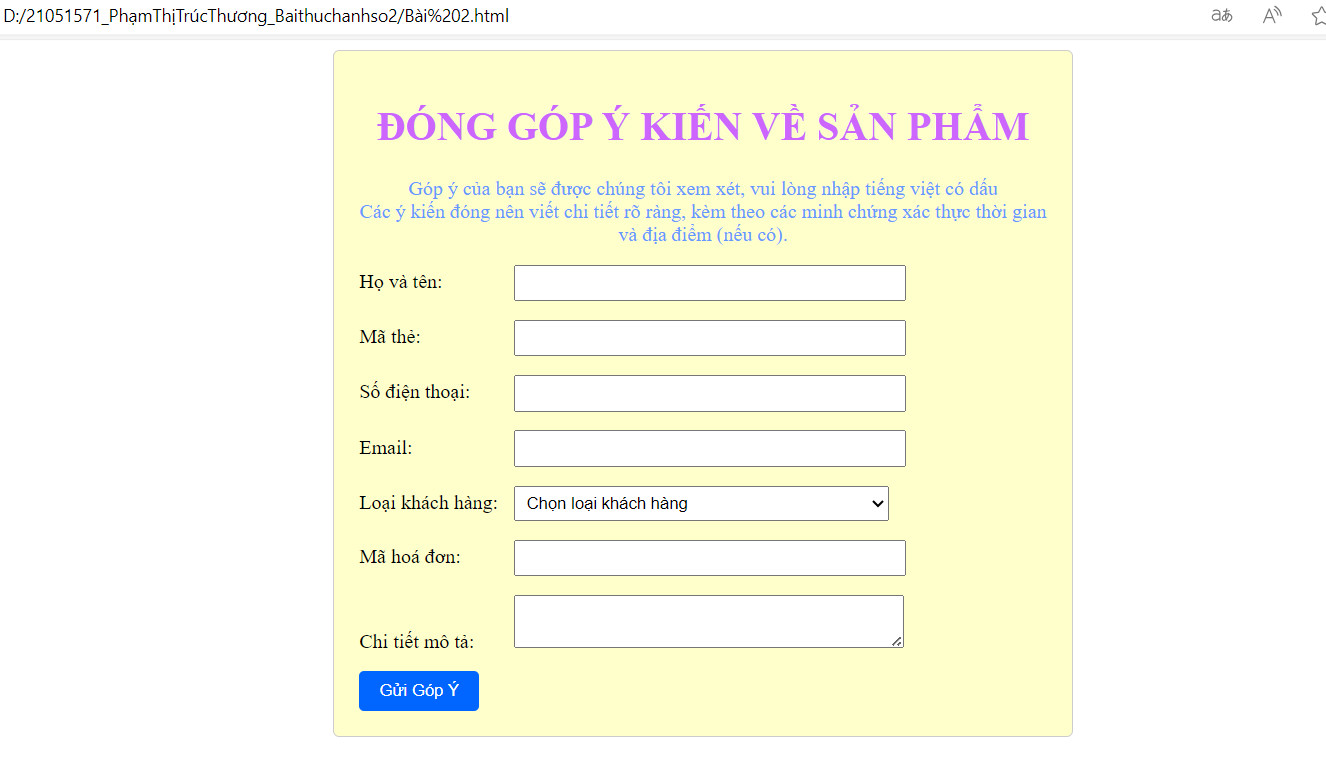 D:/21051571_PhạmThịTrúcThương_Baithuchanhso2/Bài%202.html
aあ
A
ĐÓNG GÓP Ý KIẾN VỀ SẢN PHẨM
Góp ý của bạn sẽ được chúng tôi xem xét, vui lòng nhập tiếng việt có dấu
Các ý kiến đóng nên viết chi tiết rõ ràng, kèm theo các minh chứng xác thực thời gian
và địa điểm (nếu có).
Họ và tên:
Mã thẻ:
Số điện thoại:
Email:
Loại khách hàng: Chọn loại khách hàng
Mã hoá đơn:
Chi tiết mô tả:
Gửi Góp Ý